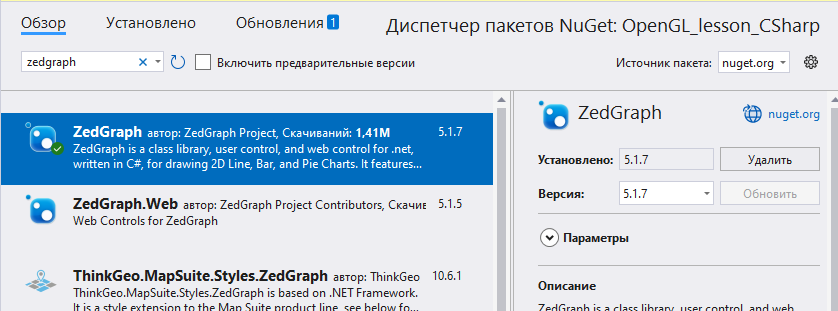 Обзор Установлено Обновления 1 Диспетчер пакетов NuGet: OpenGL_lesson_CSharp
zedgraph Включить предварительные версии Источник пакета: nuget.org
ZedGraph автор: ZedGraph Project, Скачиваний: 1,41M 5.1.7
ZedGraph is a class library, user control, and web control for .net,
written in C#, for drawing 2D Line, Bar, and Pie Charts. It features...
ZedGraph.Web автор: ZedGraph Project Contributors, Скачив 5.1.5
Web Controls for ZedGraph
ThinkGeo.MapSuite.Styles.ZedGraph автор: ThinkGeo 10.6.1
ThinkGeo.MapSuite.Styles.ZedGraph is based on .NET Framework.
It is a style extension to the Map Suite product line, see below fo...
ZedGraph nuget.org
Установлено: 5.1.7 Удалить
Версия: 5.1.7 Обновить
Параметры
Описание
ZedGraph is a class library, user control, and web